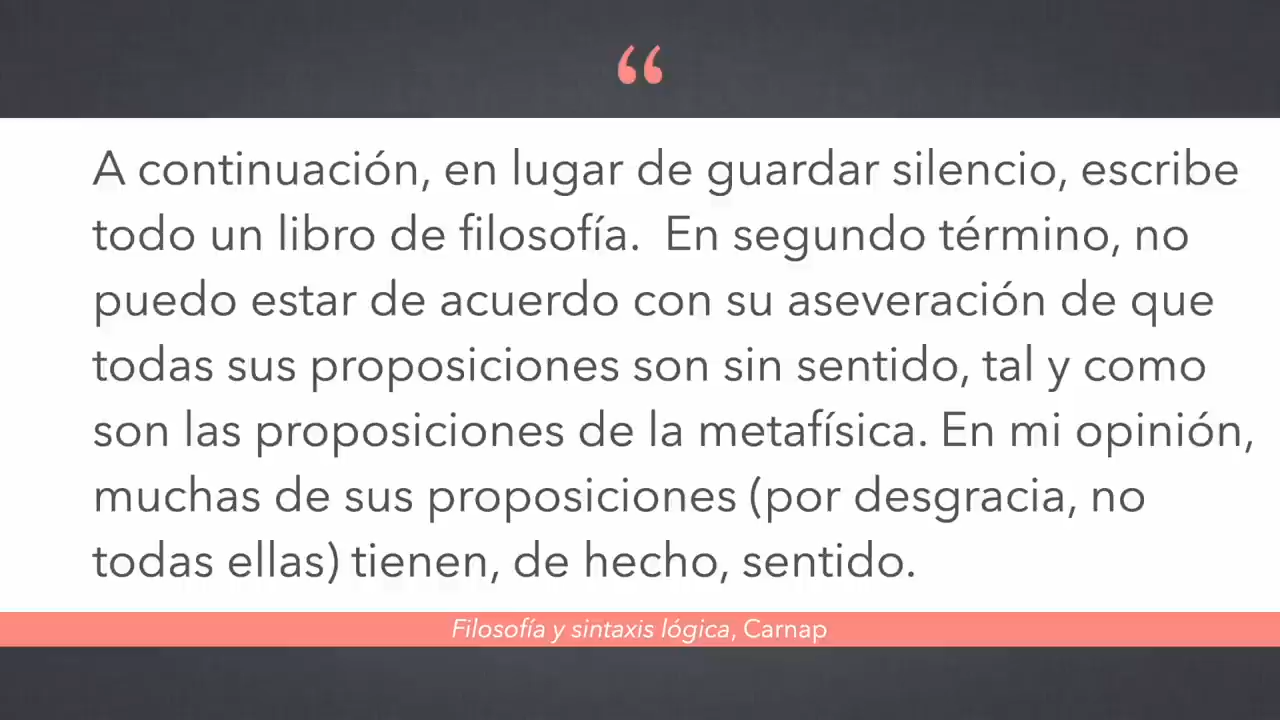 “
A continuación, en lugar de guardar silencio, escribe
todo un libro de filosofía.  En segundo término, no
puedo estar de acuerdo con su aseveración de que
todas sus proposiciones son sin sentido, tal y como
son las proposiciones de la metafísica. En mi opinión,
muchas de sus proposiciones (por desgracia, no
todas ellas) tienen, de hecho, sentido.
Filosofía y sintaxis lógica, Carnap